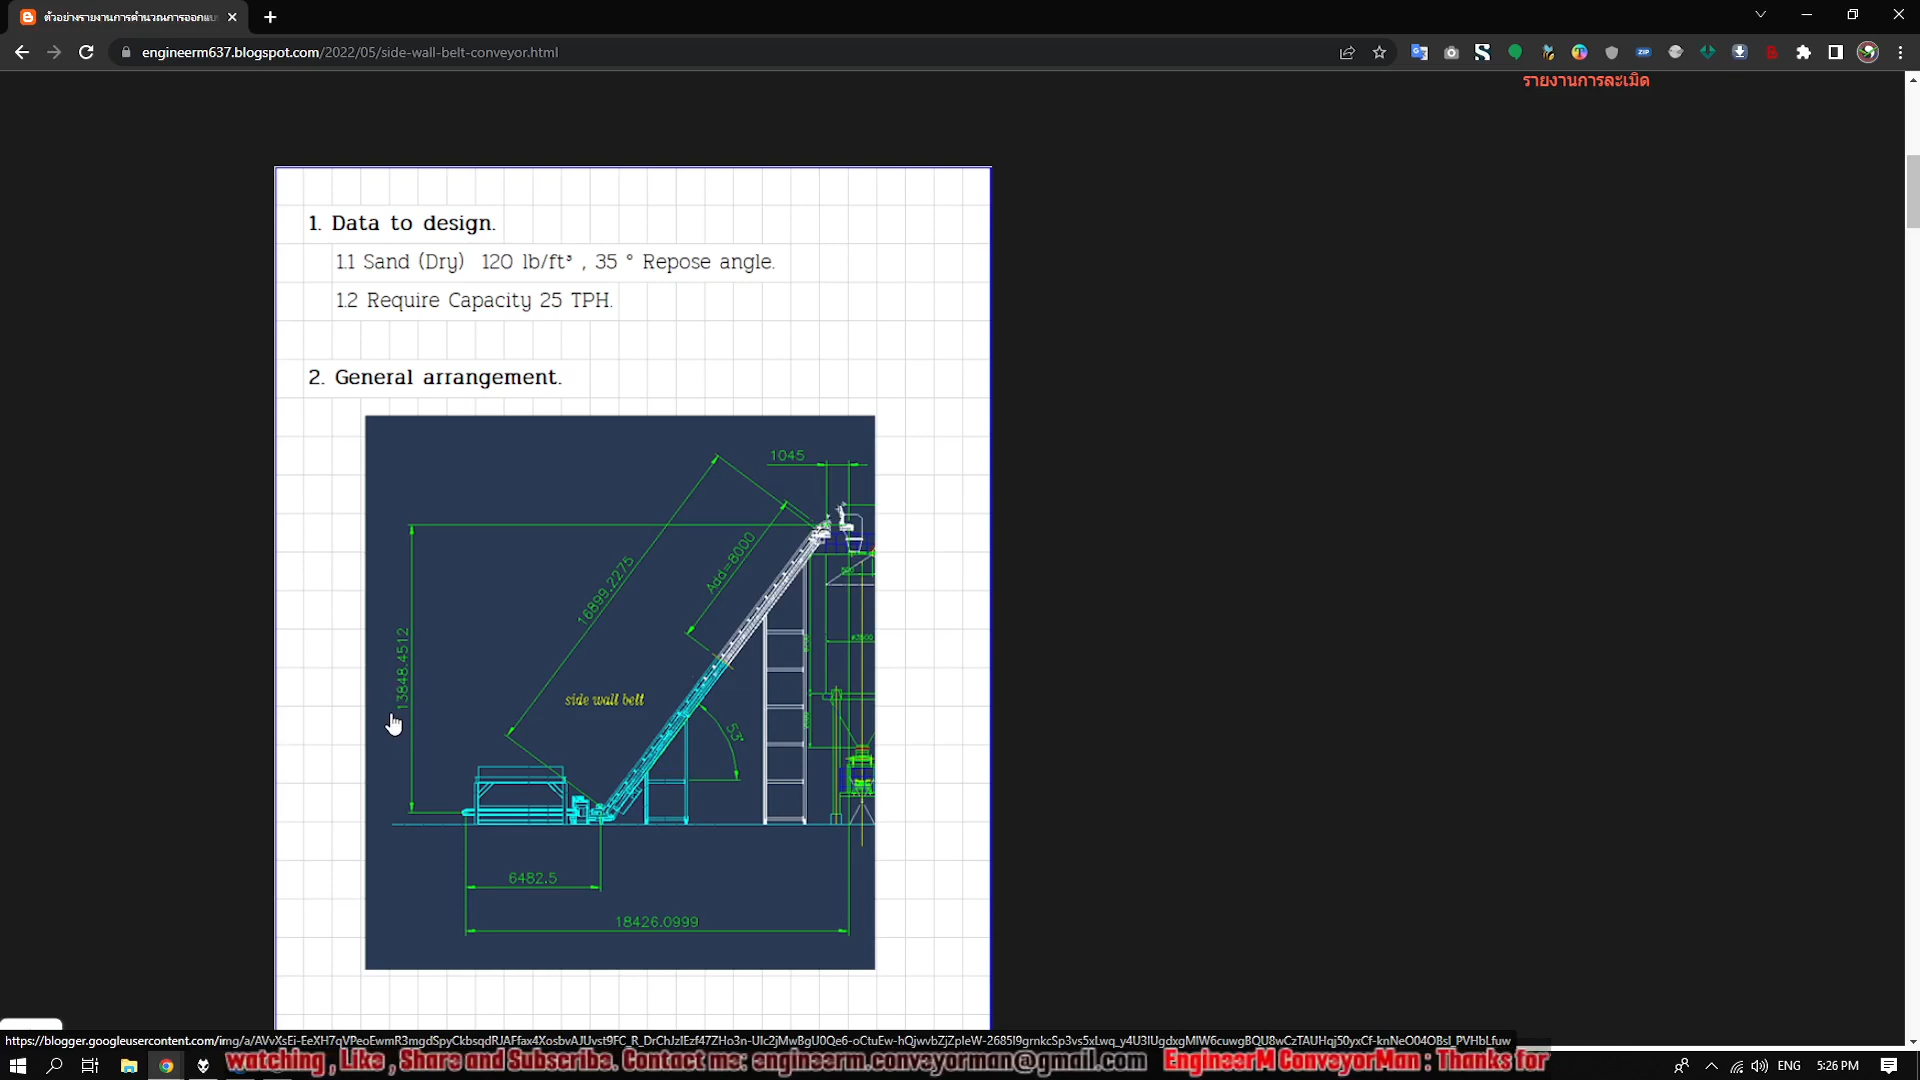 ตัวอย่างรายงานการคำนวณการออกแบบ
engineerm637.blogspot.com/2022/05/side-wall-belt-conveyor.html
รายงานการละเมิด
1. Data to design.
1.1 Sand (Dry) 120 lb/ft³ , 35 ° Repose angle.
1.2 Require Capacity 25 TPH.
2. General arrangement.
1045
Add=8000
16899.2275
13848.4512
side wall belt
53°
6482.5
18426.0999
watching , Like , Share and Subscribe. Contact me: engineerm.conveyorman@gmail.com EngineerM ConveyorMan : Thanks for
ENG
5:26 PM